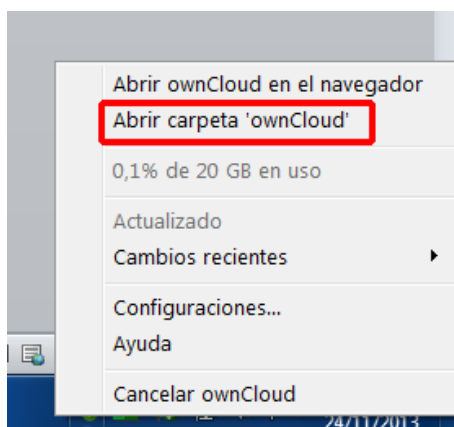 Abrir ownCloud en el navegador
Abrir carpeta 'ownCloud'
0,1% de 20 GB en uso
Actualizado
Cambios recientes
Configuraciones...
Ayuda
Cancelar ownCloud
24/11/2013